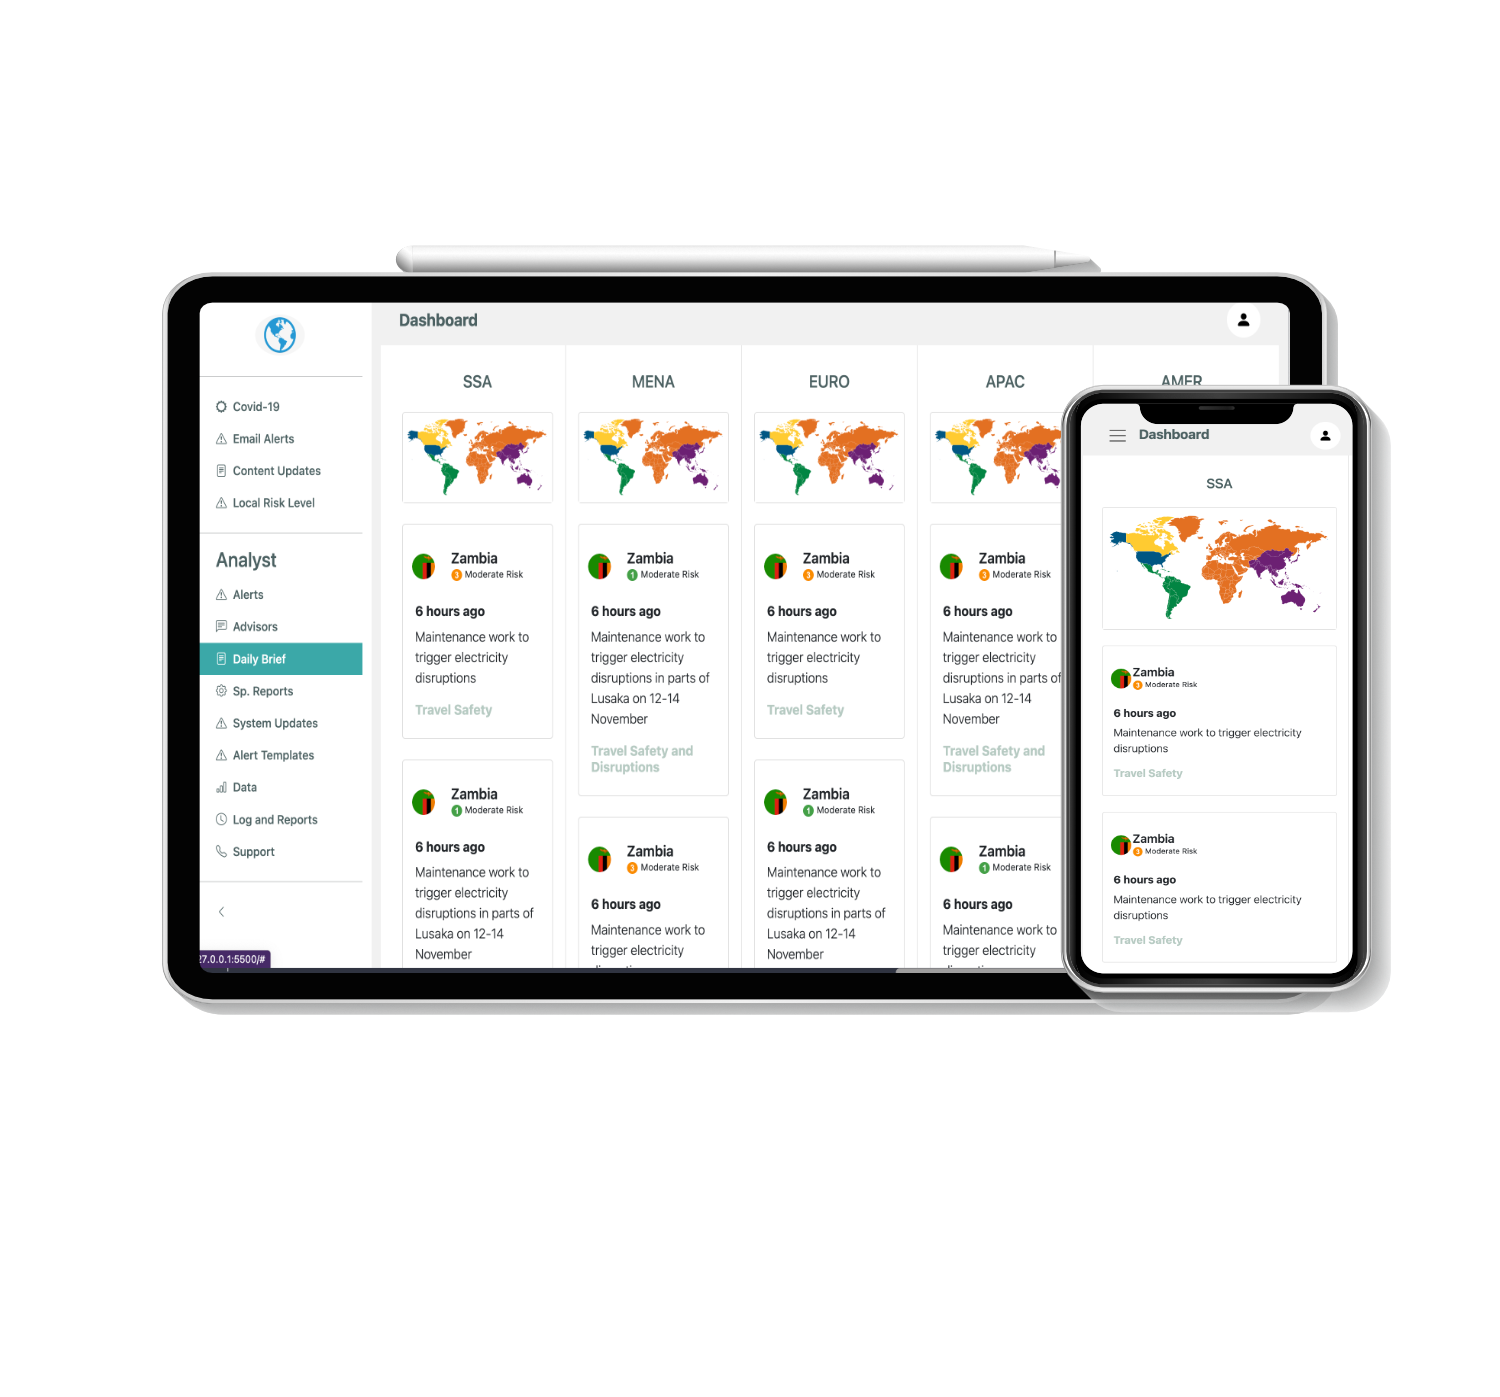 Dashboard
Covid-19
Email Alerts
Content Updates
Local Risk Level
Analyst
Alerts
Advisors
Daily Brief
Sp. Reports
System Updates
Alert Templates
Data
Log and Reports
Support
27.0.0.1:5500/#
SSA
Zambia
3 Moderate Risk
6 hours ago
Maintenance work to
trigger electricity
disruptions
Travel Safety
Zambia
1 Moderate Risk
6 hours ago
Maintenance work to
trigger electricity
disruptions in parts of
Lusaka on 12-14
November
MENA
Zambia
1 Moderate Risk
6 hours ago
Maintenance work to
trigger electricity
disruptions in parts of
Lusaka on 12-14
November
Travel Safety and
Disruptions
Zambia
3 Moderate Risk
6 hours ago
Maintenance work to
trigger electricity
EURO
Zambia
3 Moderate Risk
6 hours ago
Maintenance work to
trigger electricity
disruptions
Travel Safety
Zambia
1 Moderate Risk
6 hours ago
Maintenance work to
trigger electricity
disruptions in parts of
Lusaka on 12-14
November
APAC
Zambia
3 Moderate Risk
6 hours ago
Maintenance work to
trigger electricity
disruptions in parts of
Lusaka on 12-14
November
Travel Safety and
Disruptions
Zambia
1 Moderate Risk
6 hours ago
Maintenance work to
trigger electricity
AMER
Dashboard
SSA
Zambia
3 Moderate Risk
6 hours ago
Maintenance work to trigger electricity
disruptions
Travel Safety
Zambia
3 Moderate Risk
6 hours ago
Maintenance work to trigger electricity
disruptions
Travel Safety